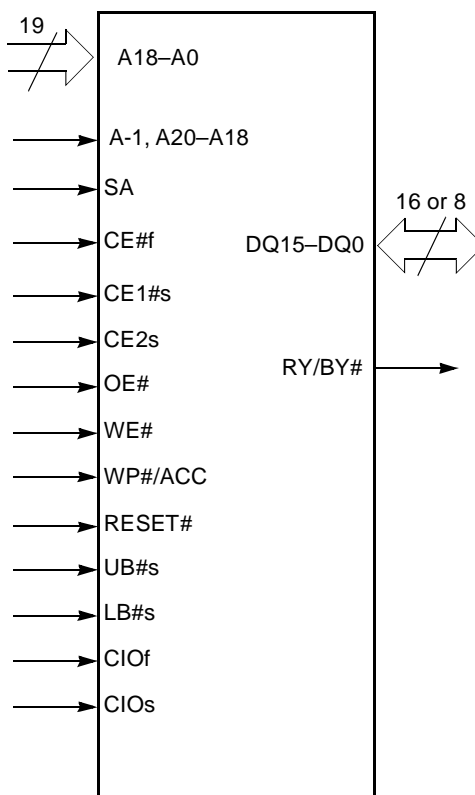 19
A18–A0
A-1, A20–A18
SA
16 or 8
CE#f
DQ15–DQ0
CE1#s
CE2s
RY/BY#
OE#
WE#
WP#/ACC
RESET#
UB#s
LB#s
CIOf
CIOs